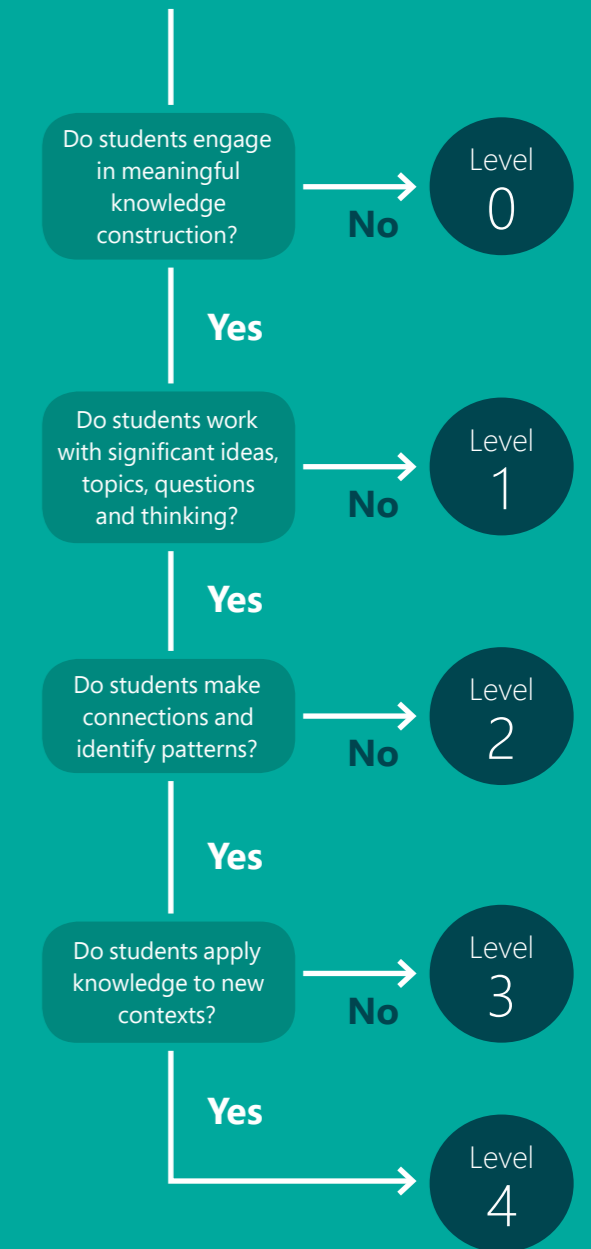 Do students engage
in meaningful
knowledge
construction?
No
Level
0
Yes
Do students work
with significant ideas,
topics, questions
and thinking?
No
Level
1
Yes
Do students make
connections and
identify patterns?
No
Level
2
Yes
Do students apply
knowledge to new
contexts?
No
Level
3
Yes
Level
4